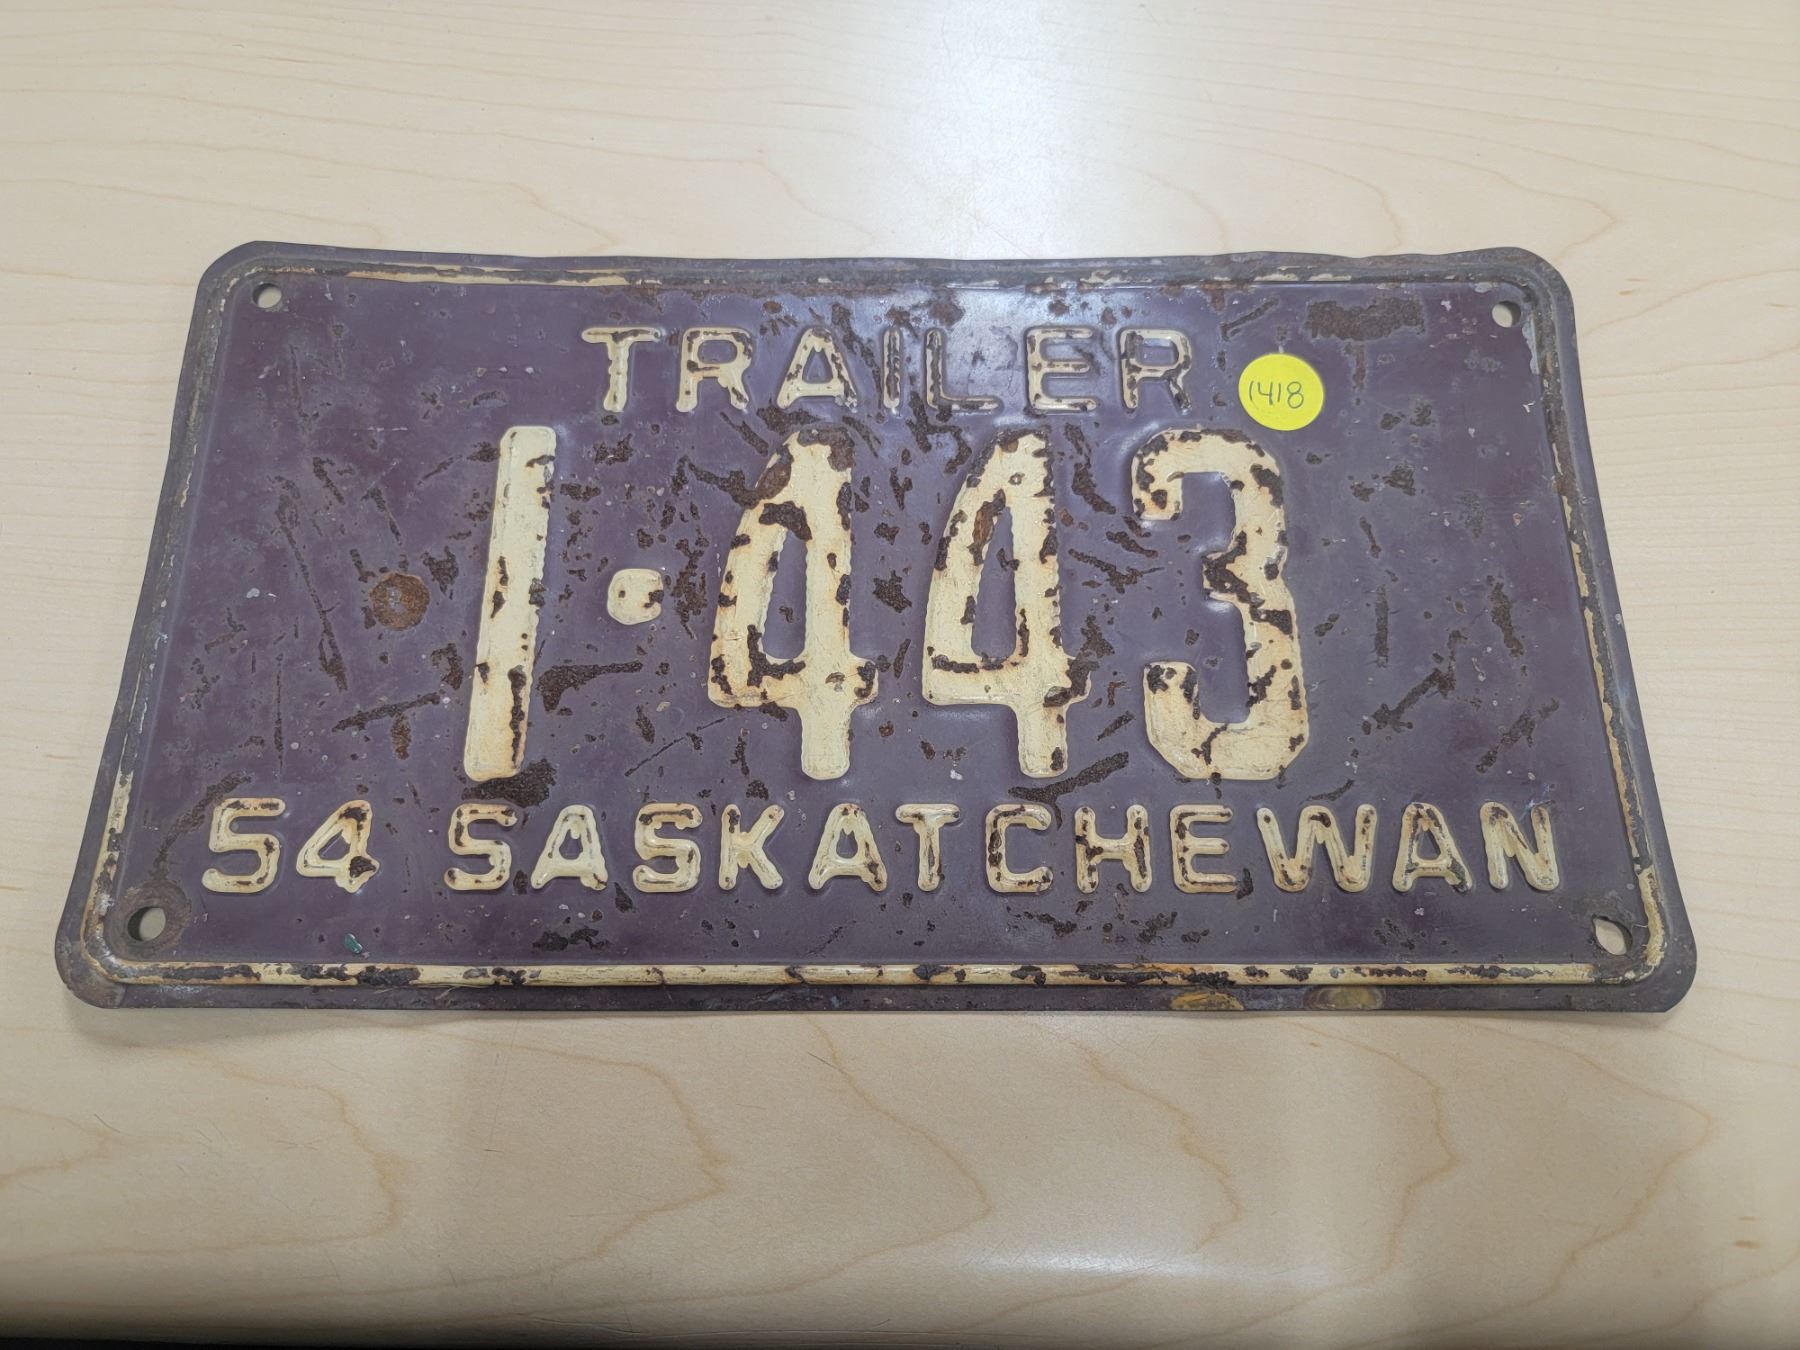 TRAILER
1418
1·443
54 SASKATCHEWAN